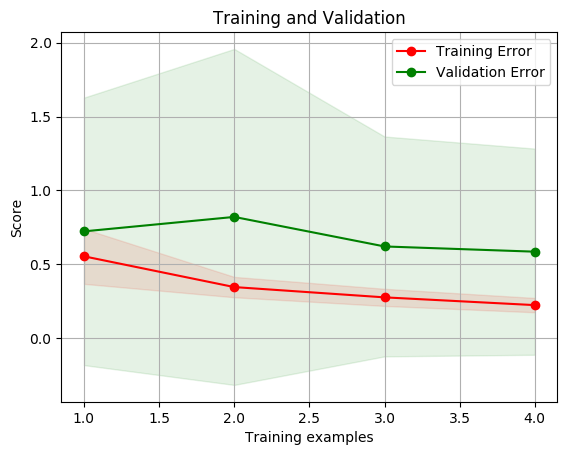 Training and Validation
Training Error
Validation Error
Score
2.0
1.5
1.0
0.5
0.0
1.0 1.5 2.0 2.5 3.0 3.5 4.0
Training examples